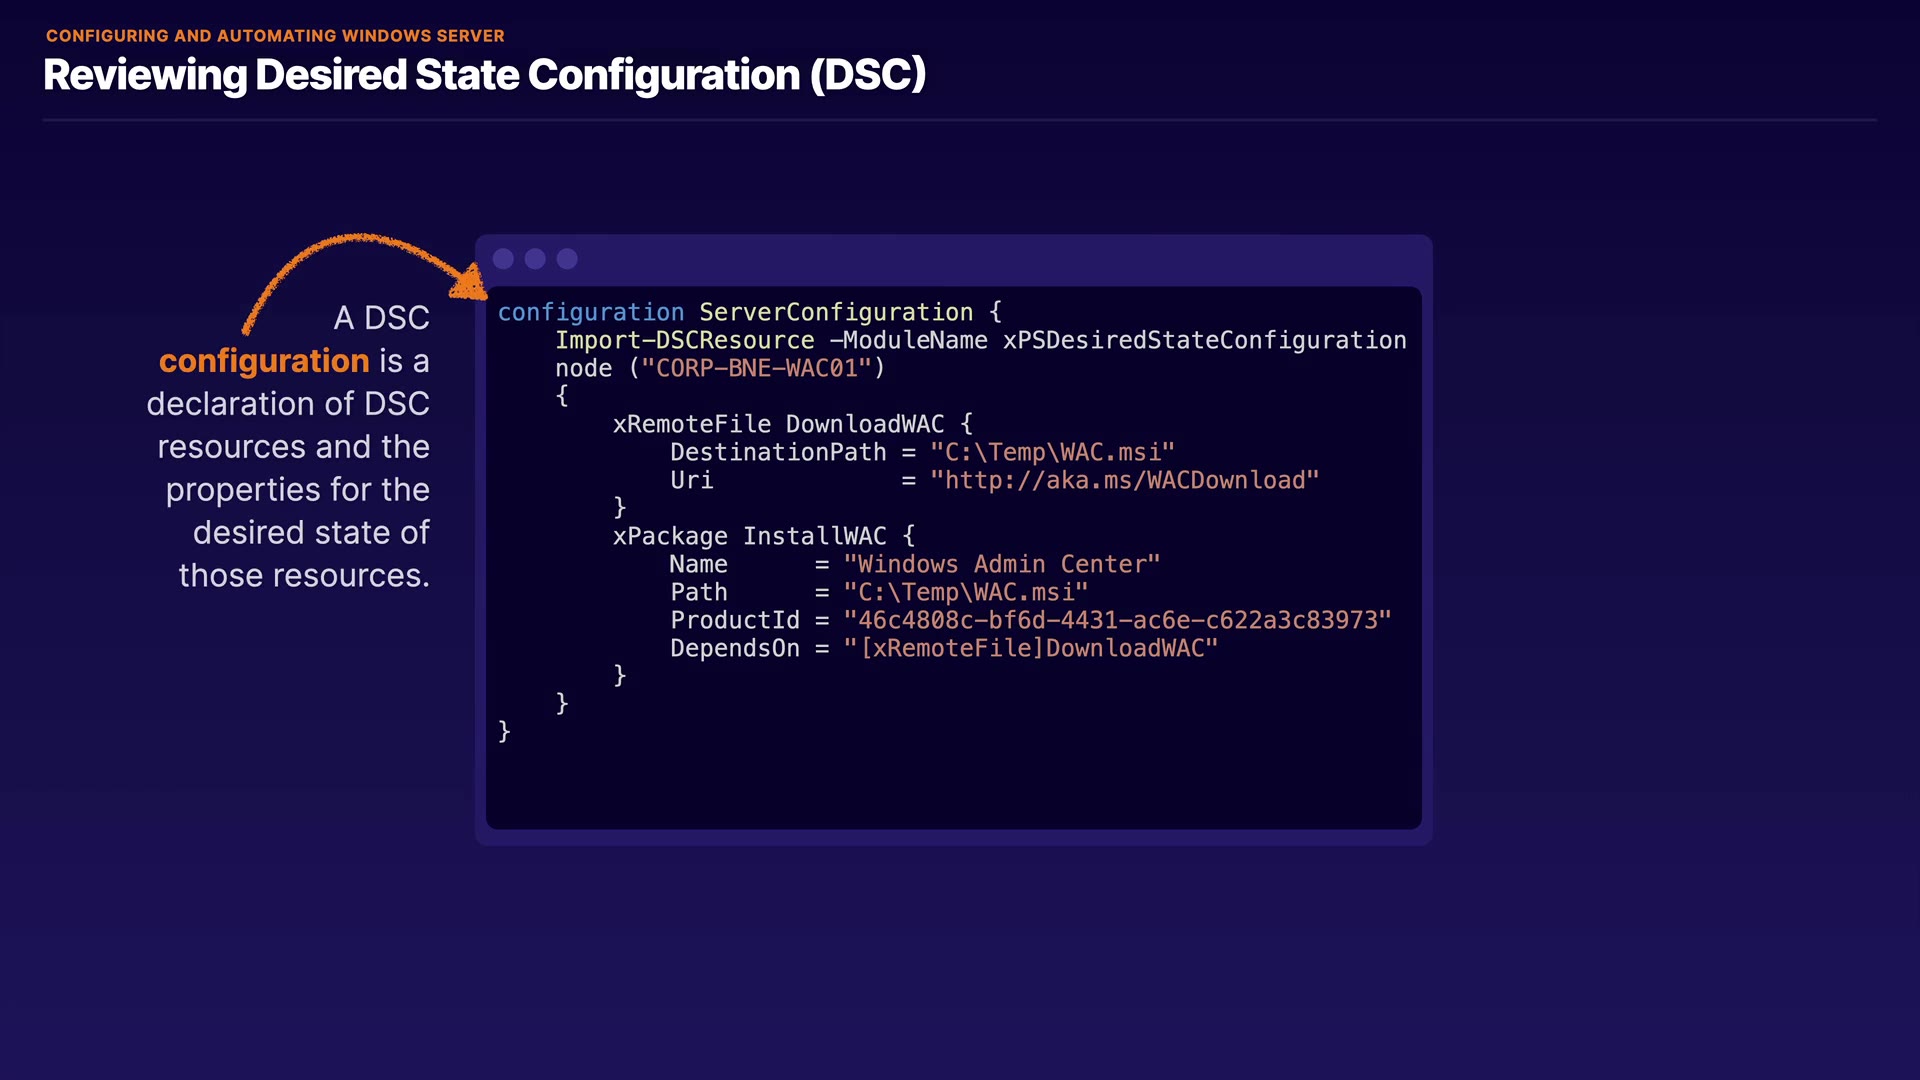 CONFIGURING AND AUTOMATING WINDOWS SERVER
Reviewing Desired State Configuration (DSC)
A DSC
configuration is a
declaration of DSC
resources and the
properties for the
desired state of
those resources.
configuration ServerConfiguration {
    Import-DSCResource -ModuleName xPSDesiredStateConfiguration
    node ("CORP-BNE-WAC01")
    {
        xRemoteFile DownloadWAC {
            DestinationPath = "C:\Temp\WAC.msi"
            Uri             = "http://aka.ms/WACDownload"
        }
        xPackage InstallWAC {
            Name      = "Windows Admin Center"
            Path      = "C:\Temp\WAC.msi"
            ProductId = "46c4808c-bf6d-4431-ac6e-c622a3c83973"
            DependsOn = "[xRemoteFile]DownloadWAC"
        }
    }
}